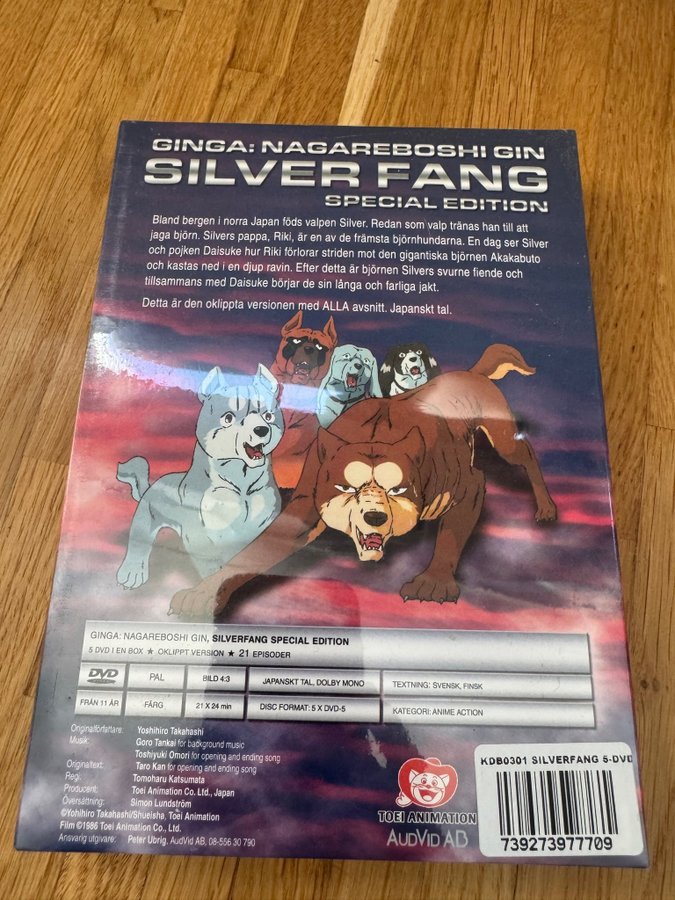 GINGA: NAGAREBOSHI GIN
SILVER FANG
SPECIAL EDITION
Bland bergen i norra Japan föds valpen Silver. Redan som valp tränas han till att
jaga björn. Silvers pappa, Riki, är en av de främsta björnhundarna. En dag ser Silver
och pojken Daisuke hur Riki förlorar striden mot den gigantiska björnen Akakabuto
och kastas ned i en djup ravin. Efter detta är björnen Silvers svurne fiende och
tillsammans med Daisuke börjar de sin långa och farliga jakt.
Detta är den oklippta versionen med ALLA avsnitt. Japanskt tal.
GINGA: NAGAREBOSHI GIN, SILVERFANG SPECIAL EDITION
5 DVD I EN BOX ★ OKLIPPT VERSION ★ 21 EPISODER
DVD PAL BILD 4:3 JAPANSKT TAL, DOLBY MONO TEXTNING: SVENSK, FINSK
FRÅN 11 ÅR FÄRG 21 X 24 min DISC FORMAT: 5 X DVD-5 KATEGORI: ANIME ACTION
Originalförfattare: Yoshihiro Takahashi
Musik: Goro Tankai for background music
Toshiyuki Omori for opening and ending song
Originaltext: Taro Kan for opening and ending song
Regi: Tomoharu Katsumata
Producent: Toei Animation Co. Ltd., Japan
Översättning: Simon Lundström
©Yohihiro Takahashi/Shueisha, Toei Animation
Film ©1986 Toei Animation Co., Ltd.
Ansvarig utgivare: Peter Ubrig, AudVid AB, 08-556 30 790
TOEI ANIMATION
AUDVID AB
KDB0301 SILVERFANG 5-DVD
739273977709